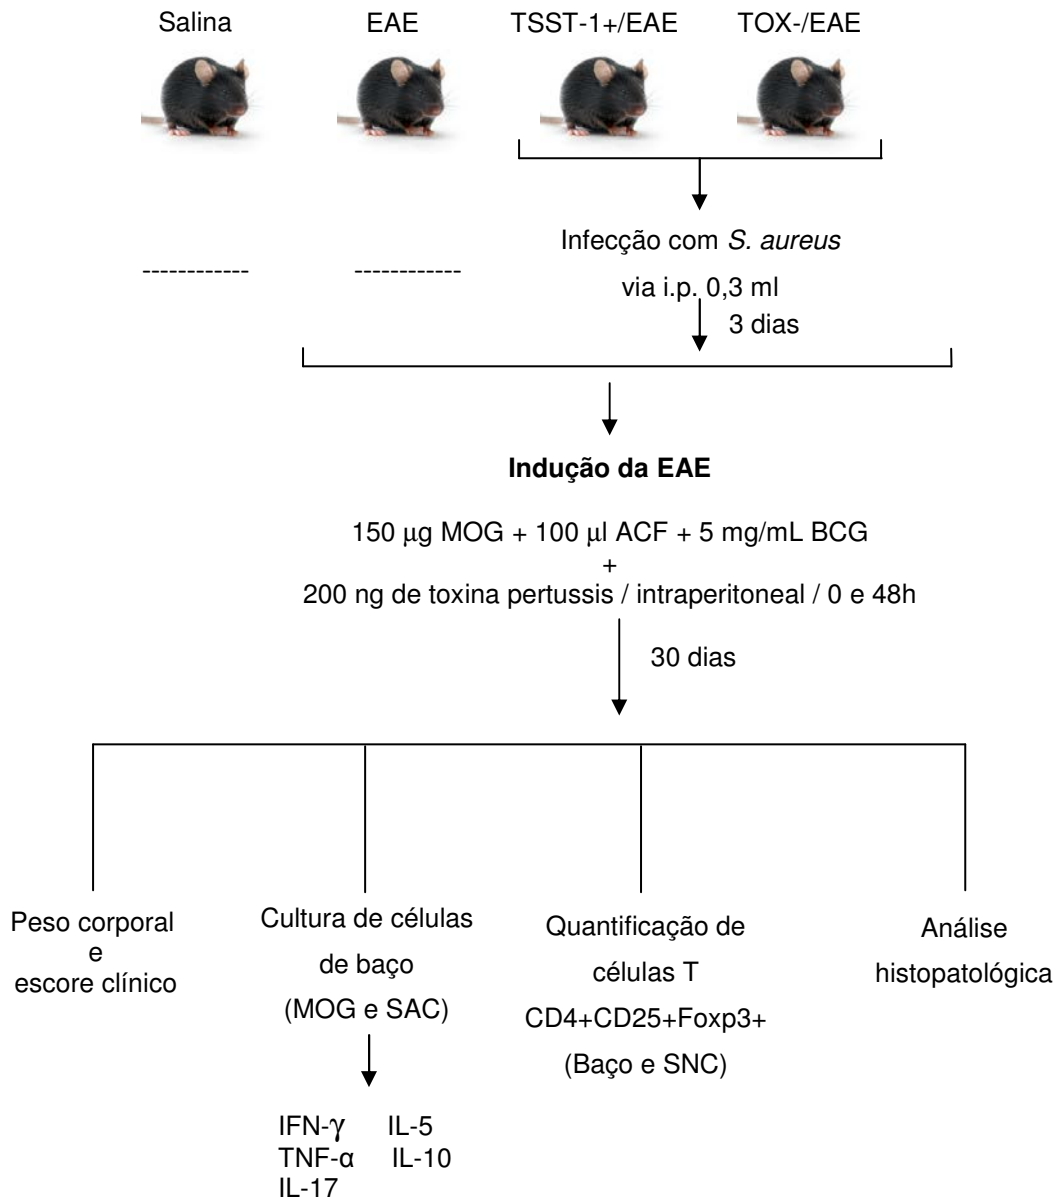 Salina EAE TSST-1+/EAE TOX-/EAE
Infecção com S. aureus
------------ ------------
via i.p. 0,3 ml
3 dias
Indução da EAE
150 μg MOG + 100 μl ACF + 5 mg/mL BCG
+
200 ng de toxina pertussis / intraperitoneal / 0 e 48h
30 dias
Peso corporal
e
escore clínico
Cultura de células
de baço
(MOG e SAC)
IFN-γ IL-5
TNF-α IL-10
IL-17
Quantificação de
células T
CD4+CD25+Foxp3+
(Baço e SNC)
Análise
histopatológica